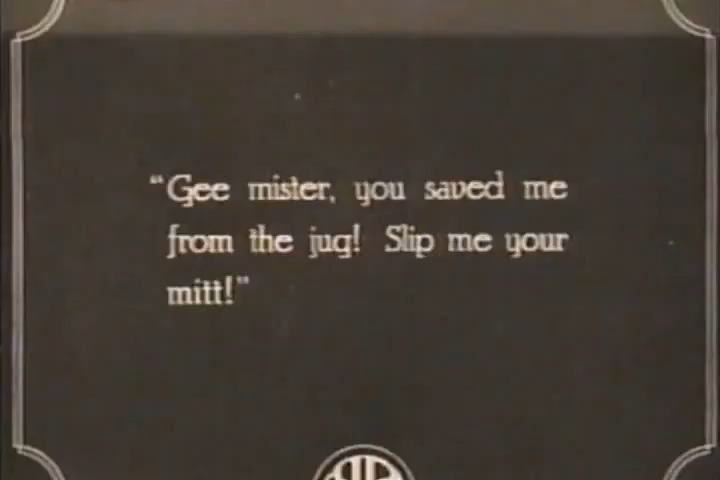 “Gee mister, you saved me
from the jug! Slip me your
mitt!”